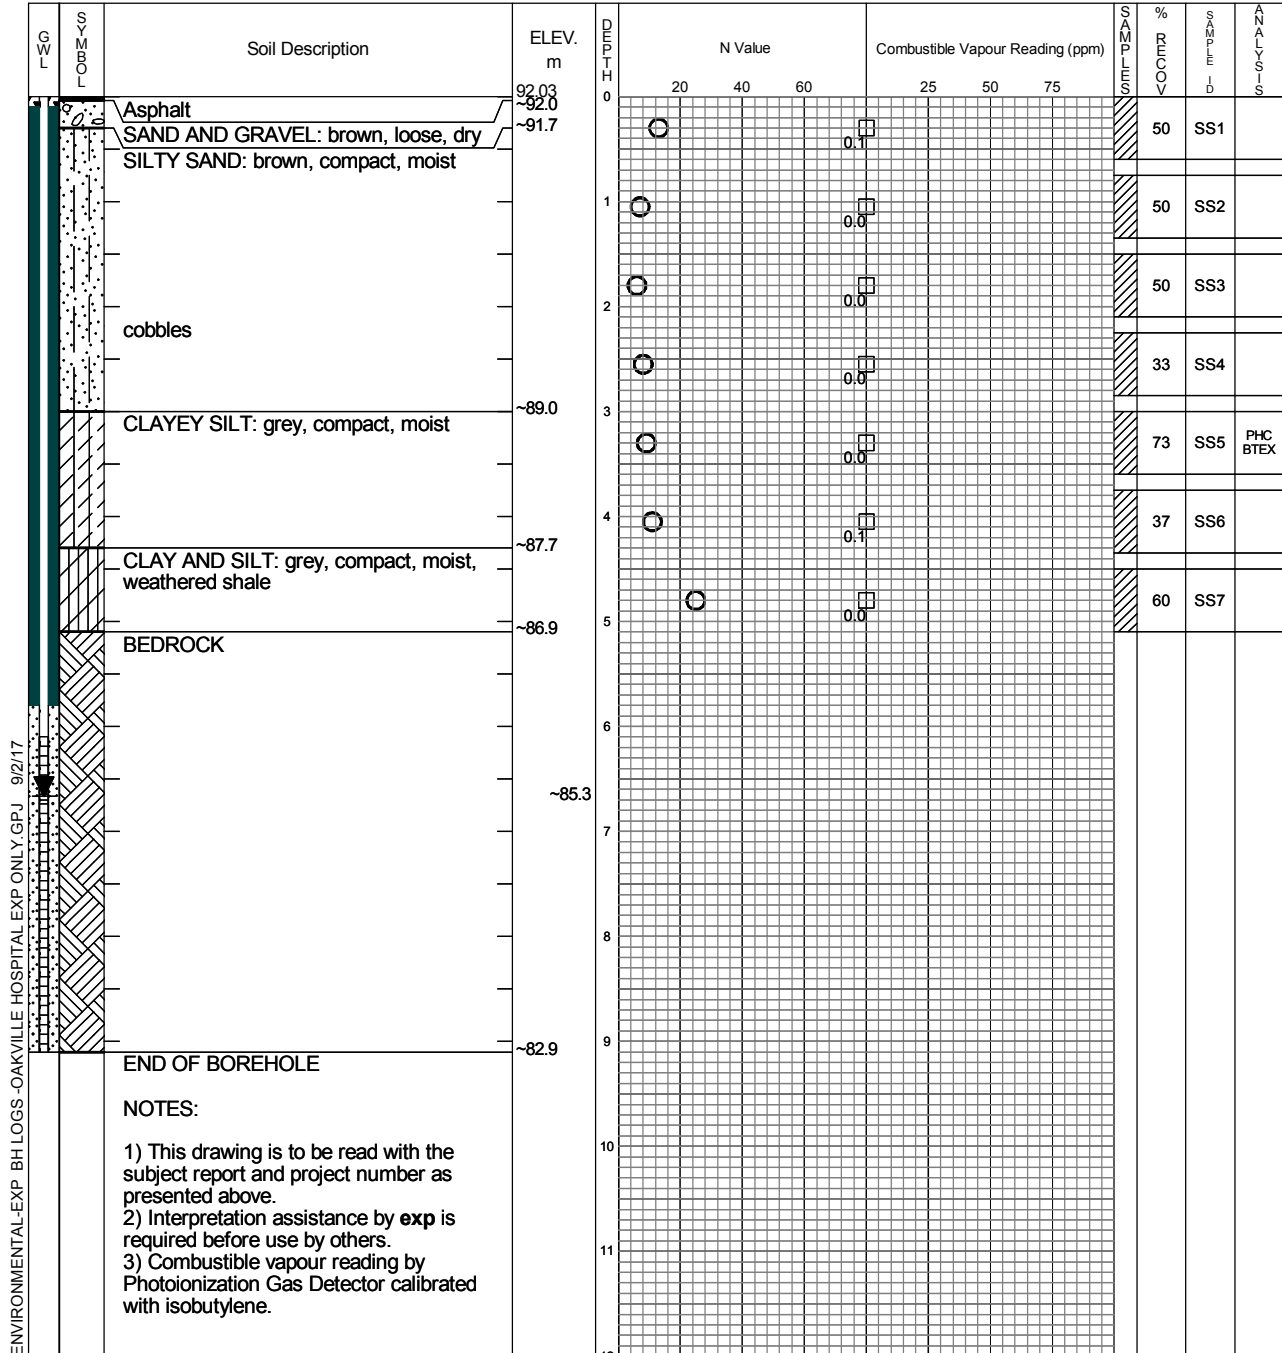 GWL
SYMBOL
Soil Description
ELEV.
m
DEPTH
N Value
Combustible Vapour Reading (ppm)
SAMPLES
% RECOV
SAMPLE ID
ANALYSIS
20 40 60
25 50 75
92.03
0
Asphalt
~92.0
SAND AND GRAVEL: brown, loose, dry
~91.7
0.1
50 SS1
SILTY SAND: brown, compact, moist
1
0.0
50 SS2
0.0
50 SS3
2
cobbles
0.0
33 SS4
~89.0
3
CLAYEY SILT: grey, compact, moist
0.0
73 SS5
PHC
BTEX
4
0.1
37 SS6
~87.7
CLAY AND SILT: grey, compact, moist,
weathered shale
0.0
60 SS7
5
~86.9
BEDROCK
6
~85.3
7
8
9
~82.9
END OF BOREHOLE
NOTES:
10
1) This drawing is to be read with the
subject report and project number as
presented above.
2) Interpretation assistance by exp is
required before use by others.
11
3) Combustible vapour reading by
Photoionization Gas Detector calibrated
with isobutylene.
ENVIRONMENTAL-EXP BH LOGS -OAKVILLE HOSPITAL EXP ONLY.GPJ 9/2/17